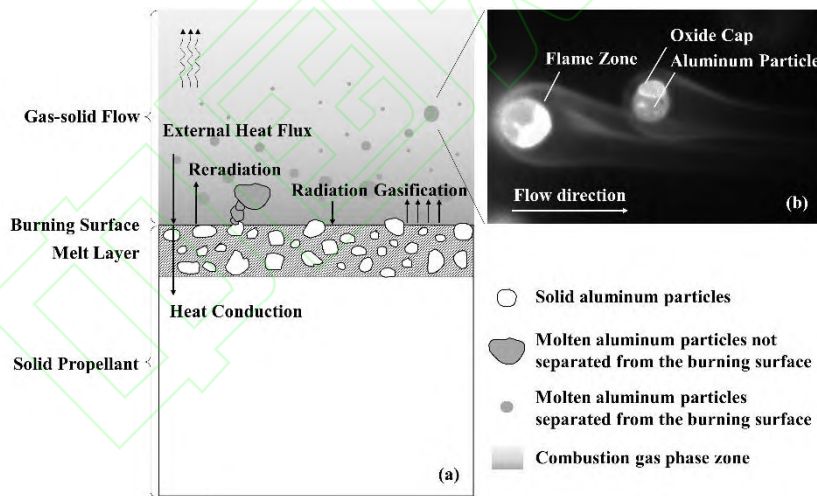 Gas-solid Flow
External Heat Flux
Reradiation
Radiation
Gasification
Burning Surface
Melt Layer
Heat Conduction
Solid Propellant
(a)
Flame Zone
Oxide Cap
Aluminum Particle
Flow direction
(b)
Solid aluminum particles
Molten aluminum particles not
separated from the burning surface
Molten aluminum particles
separated from the burning surface
Combustion gas phase zone